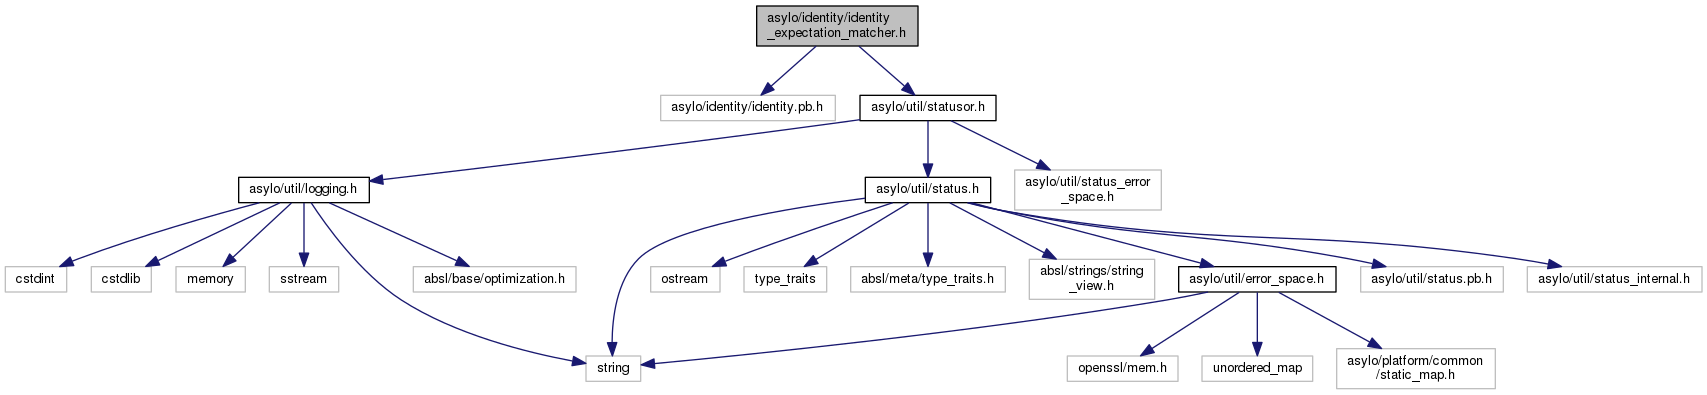 asylo/identity/identity
_expectation_matcher.h
asylo/identity/identity.pb.h
asylo/util/statusor.h
asylo/util/logging.h
asylo/util/status.h
asylo/util/status_error
_space.h
cstdint
cstdlib
memory
sstream
absl/base/optimization.h
ostream
type_traits
absl/meta/type_traits.h
absl/strings/string
_view.h
asylo/util/error_space.h
asylo/util/status.pb.h
asylo/util/status_internal.h
string
openssl/mem.h
unordered_map
asylo/platform/common
/static_map.h